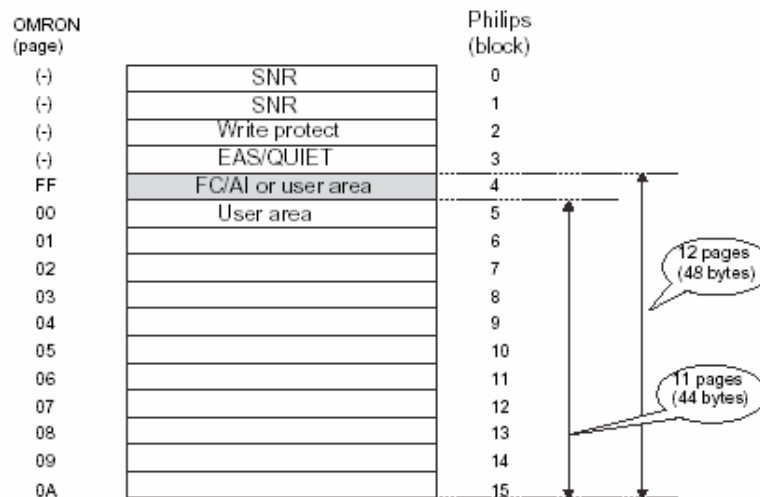 OMRON
(page)
Philips
(block)
(-) SNR 0
(-) SNR 1
(-) Write protect 2
(-) EAS/QUIET 3
FF FC/AI or user area 4
00 User area 5
01 6
02 7
03 8
04 9
05 10
06 11
07 12
08 13
09 14
0A 15
12 pages
(48 bytes)
11 pages
(44 bytes)